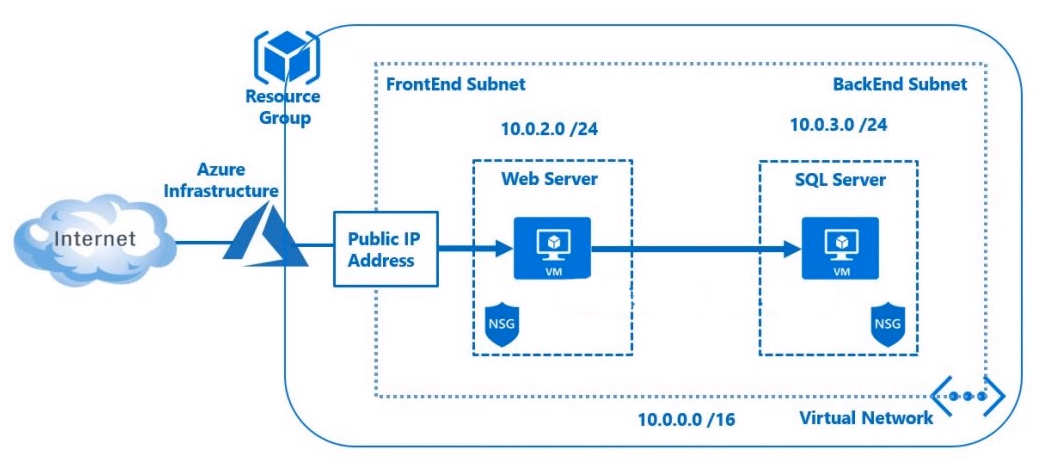 Resource
Group
FrontEnd Subnet
BackEnd Subnet
10.0.2.0 /24
10.0.3.0 /24
Azure
Infrastructure
Web Server
SQL Server
Internet
Public IP
Address
VM
VM
NSG
NSG
10.0.0.0 /16
Virtual Network